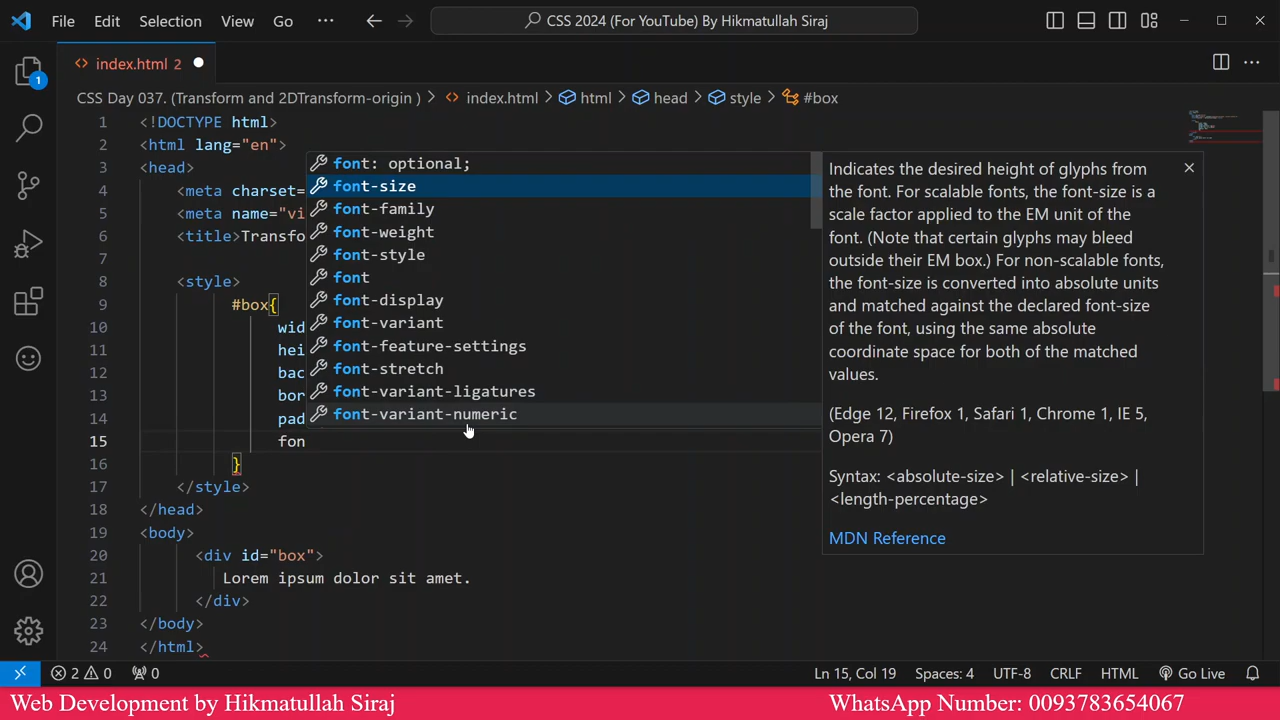 File Edit Selection View Go ··· CSS 2024 (For YouTube) By Hikmatullah Siraj
1
index.html 2
CSS Day 037. (Transform and 2DTransform-origin ) > index.html > html > head > style > #box
1 <!DOCTYPE html>
2 <html lang="en">
3 <head>
4 <meta charset=
5 <meta name="vi
6 <title>Transfo
7
8 <style>
9 #box{
10 wid
11 hei
12 bac
13 bor
14 pad
15 fon
16 }
17 </style>
18 </head>
19 <body>
20 <div id="box">
21 Lorem ipsum dolor sit amet.
22 </div>
23 </body>
24 </html>
font: optional;
font-size
font-family
font-weight
font-style
font
font-display
font-variant
font-feature-settings
font-stretch
font-variant-ligatures
font-variant-numeric
Indicates the desired height of glyphs from
the font. For scalable fonts, the font-size is a
scale factor applied to the EM unit of the
font. (Note that certain glyphs may bleed
outside their EM box.) For non-scalable fonts,
the font-size is converted into absolute units
and matched against the declared font-size
of the font, using the same absolute
coordinate space for both of the matched
values.
(Edge 12, Firefox 1, Safari 1, Chrome 1, IE 5,
Opera 7)
Syntax: <absolute-size> | <relative-size> |
<length-percentage>
MDN Reference
2 0 0 Ln 15, Col 19 Spaces: 4 UTF-8 CRLF HTML Go Live
Web Development by Hikmatullah Siraj WhatsApp Number: 0093783654067